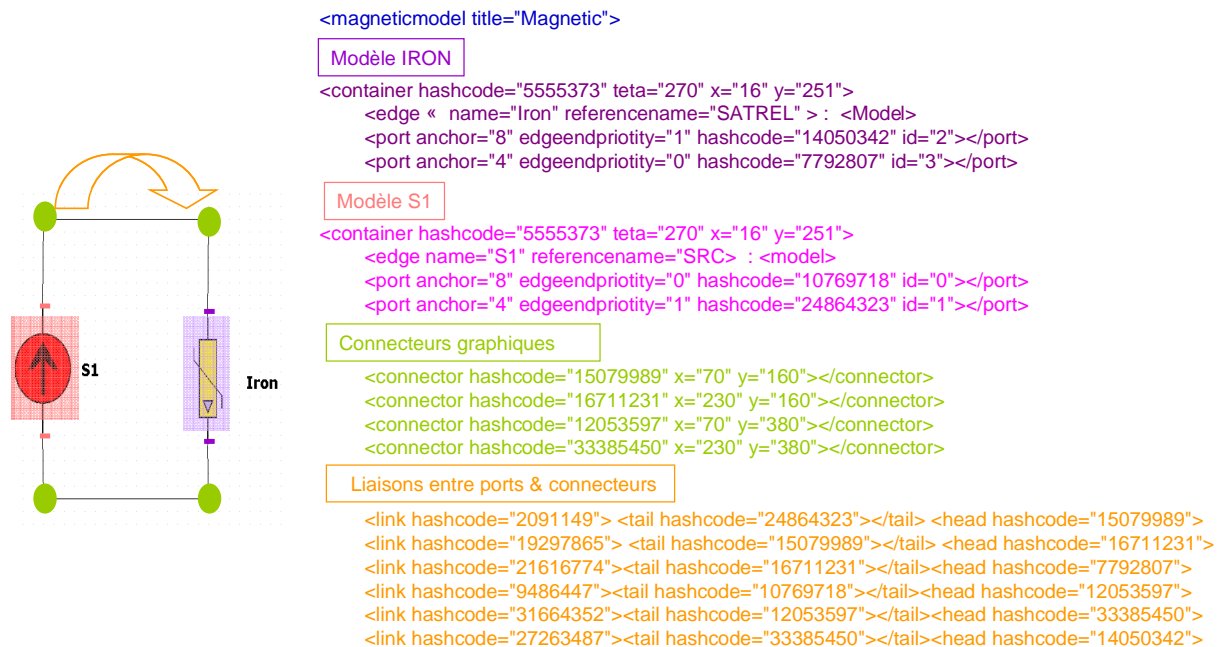 <magneticmodel title="Magnetic">
Modèle IRON
<container hashcode="5555373" teta="270" x="16" y="251">
<edge «  name="Iron" referencename="SATREL" > :  <Model>
<port anchor="8" edgeendpriotity="1" hashcode="14050342" id="2"></port>
<port anchor="4" edgeendpriotity="0" hashcode="7792807" id="3"></port>
Modèle S1
<container hashcode="5555373" teta="270" x="16" y="251">
<edge name="S1" referencename="SRC>  : <model>
<port anchor="8" edgeendpriotity="0" hashcode="10769718" id="0"></port>
<port anchor="4" edgeendpriotity="1" hashcode="24864323" id="1"></port>
S1
Iron
Connecteurs graphiques
<connector hashcode="15079989" x="70" y="160"></connector>
<connector hashcode="16711231" x="230" y="160"></connector>
<connector hashcode="12053597" x="70" y="380"></connector>
<connector hashcode="33385450" x="230" y="380"></connector>
Liaisons entre ports & connecteurs
<link hashcode="2091149"> <tail hashcode="24864323"></tail> <head hashcode="15079989">
<link hashcode="19297865"> <tail hashcode="15079989"></tail> <head hashcode="16711231">
<link hashcode="21616774"><tail hashcode="16711231"></tail><head hashcode="7792807">
<link hashcode="9486447"><tail hashcode="10769718"></tail><head hashcode="12053597">
<link hashcode="31664352"><tail hashcode="12053597"></tail><head hashcode="33385450">
<link hashcode="27263487"><tail hashcode="33385450"></tail><head hashcode="14050342">